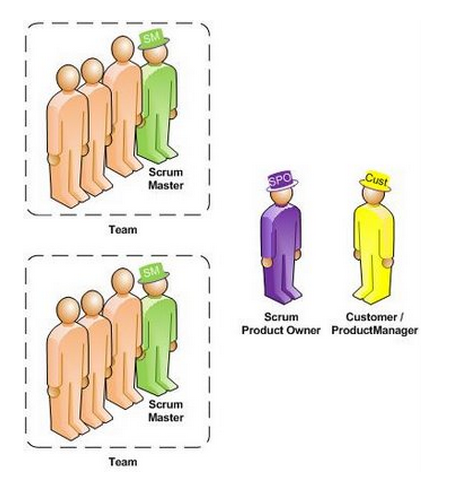 SM
Scrum
Master
Team
SPO
Cust
Scrum
Product Owner
Customer /
ProductManager
SM
Scrum
Master
Team